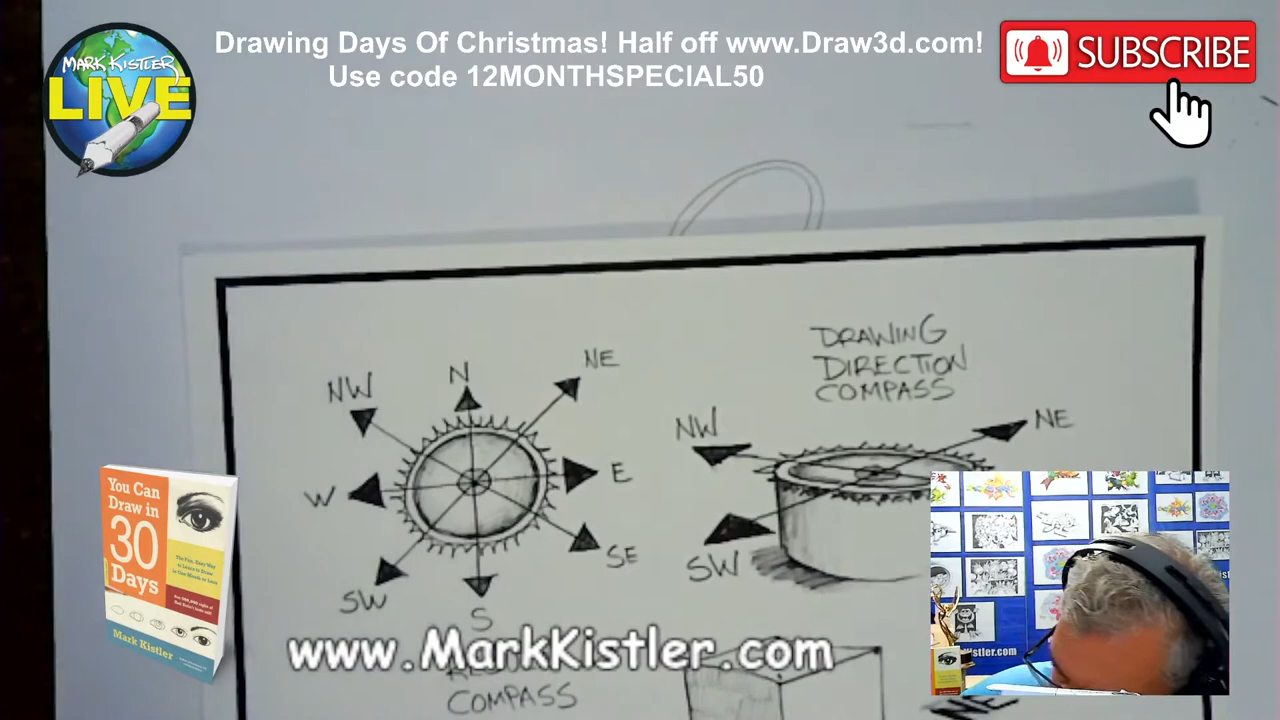 Drawing Days Of Christmas! Half off www.Draw3d.com!
Use code 12MONTHSPECIAL50
MARK KISTLER
LIVE
SUBSCRIBE
DRAWING
DIRECTION
COMPASS
NW
N
NE
W
E
SW
S
SE
COMPASS
NW
NE
SW
NE
You Can
Draw in
30
Days
Mark Kistler
www.MarkKistler.com
.com